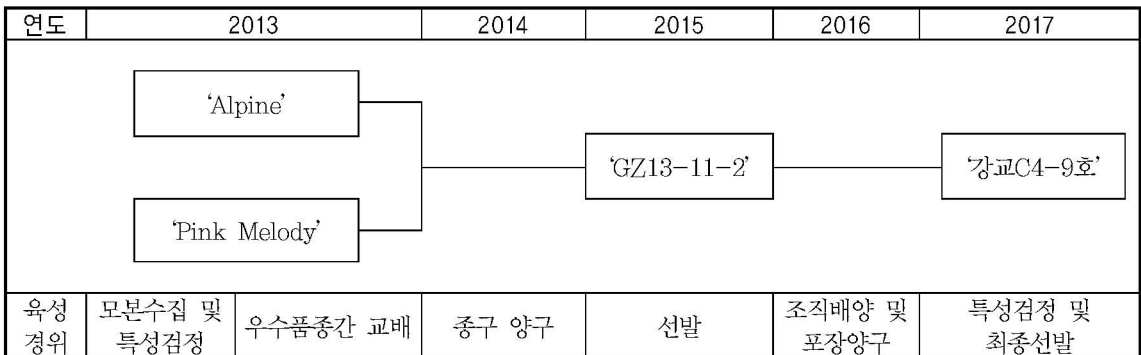 연도 2013 2014 2015 2016 2017
'Alpine'
'GZ13-11-2' '강교C4-9호'
'Pink Melody'
육성 모본수집 및 우수품종간 교배 종구 양구 선발 조직배양 및 특성검정 및
경위 특성검정 포장양구 최종선발